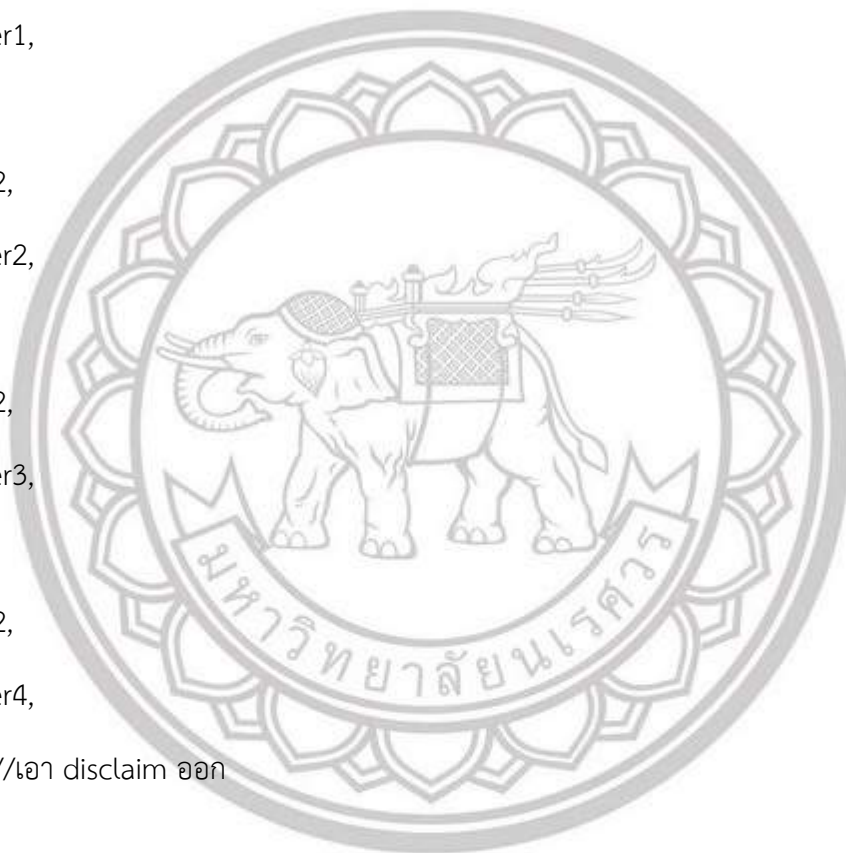 er1,
2,
er2,
2,
er3,
2,
er4,
//เอา disclaim ออก
มหาวิทยาลัยนเรศวร